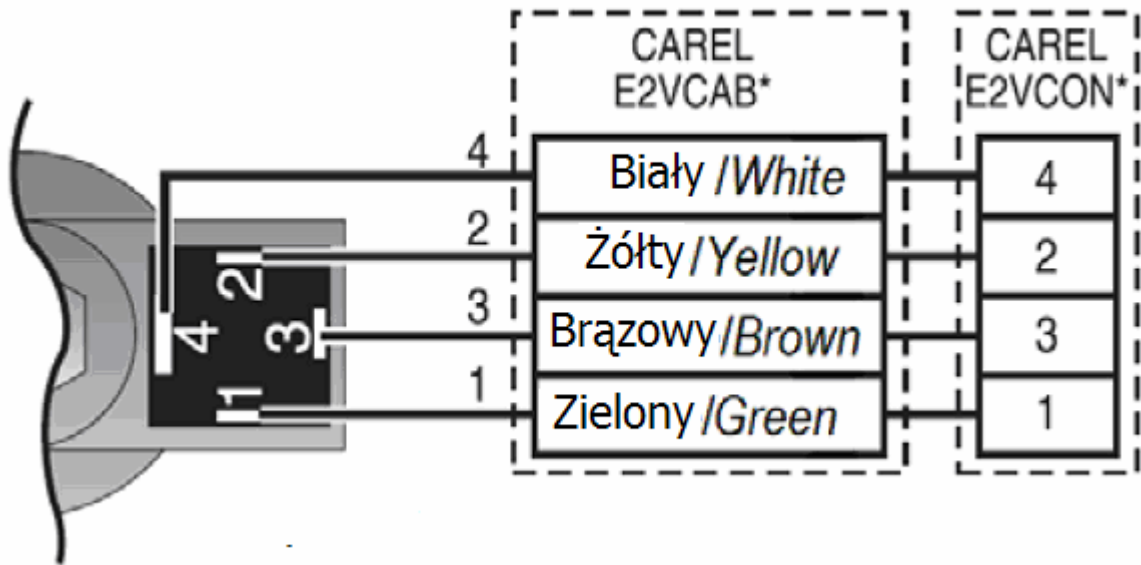 CAREL
E2VCAB*
CAREL
E2VCON*
4
Biały /White
4
2
Żółty /Yellow
2
3
Brązowy /Brown
3
1
Zielony /Green
1
2
4
3
1